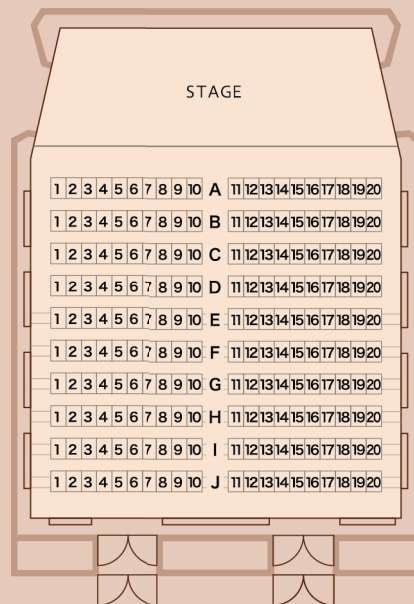 STAGE
1 2 3 4 5 6 7 8 9 10 A 11 12 13 14 15 16 17 18 19 20
1 2 3 4 5 6 7 8 9 10 B 11 12 13 14 15 16 17 18 19 20
1 2 3 4 5 6 7 8 9 10 C 11 12 13 14 15 16 17 18 19 20
1 2 3 4 5 6 7 8 9 10 D 11 12 13 14 15 16 17 18 19 20
1 2 3 4 5 6 7 8 9 10 E 11 12 13 14 15 16 17 18 19 20
1 2 3 4 5 6 7 8 9 10 F 11 12 13 14 15 16 17 18 19 20
1 2 3 4 5 6 7 8 9 10 G 11 12 13 14 15 16 17 18 19 20
1 2 3 4 5 6 7 8 9 10 H 11 12 13 14 15 16 17 18 19 20
1 2 3 4 5 6 7 8 9 10 I 11 12 13 14 15 16 17 18 19 20
1 2 3 4 5 6 7 8 9 10 J 11 12 13 14 15 16 17 18 19 20